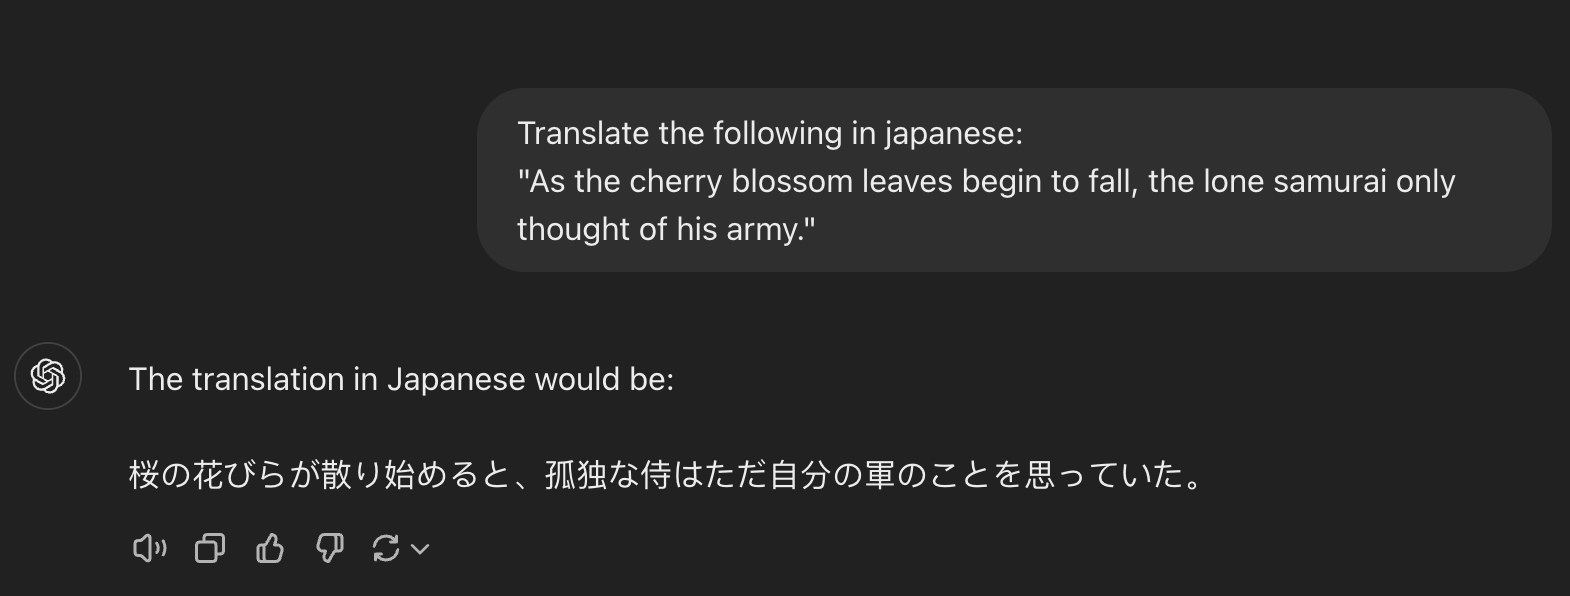 Translate the following in japanese:
"As the cherry blossom leaves begin to fall, the lone samurai only
thought of his army."
The translation in Japanese would be:
桜の花びらが散り始めると、孤独な侍はただ自分の軍のことを思っていた。